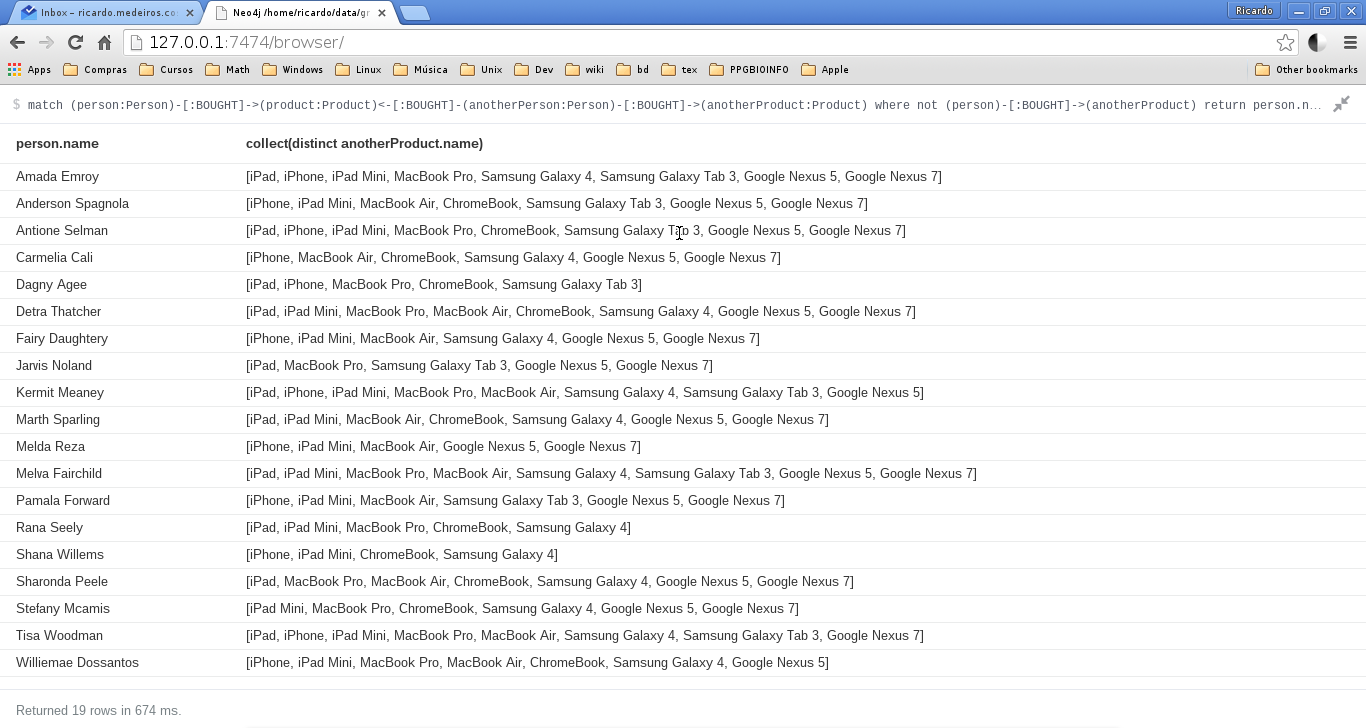 Inbox – ricardo.medeiros.co
Neo4j /home/ricardo/data/gr
Ricardo
127.0.0.1:7474/browser/
Apps Compras Cursos Math Windows Linux Música Unix Dev wiki bd tex PPGBIOINFO Apple Other bookmarks
$ match (person:Person)-[:BOUGHT]->(product:Product)<-[:BOUGHT]-(anotherPerson:Person)-[:BOUGHT]->(anotherProduct:Product) where not (person)-[:BOUGHT]->(anotherProduct) return person.n...
person.name collect(distinct anotherProduct.name)
Amada Emroy [iPad, iPhone, iPad Mini, MacBook Pro, Samsung Galaxy 4, Samsung Galaxy Tab 3, Google Nexus 5, Google Nexus 7]
Anderson Spagnola [iPhone, iPad Mini, MacBook Air, ChromeBook, Samsung Galaxy Tab 3, Google Nexus 5, Google Nexus 7]
Antione Selman [iPad, iPhone, iPad Mini, MacBook Pro, ChromeBook, Samsung Galaxy Tab 3, Google Nexus 5, Google Nexus 7]
Carmelia Cali [iPhone, MacBook Air, ChromeBook, Samsung Galaxy 4, Google Nexus 5, Google Nexus 7]
Dagny Agee [iPad, iPhone, MacBook Pro, ChromeBook, Samsung Galaxy Tab 3]
Detra Thatcher [iPad, iPad Mini, MacBook Pro, MacBook Air, ChromeBook, Samsung Galaxy 4, Google Nexus 5, Google Nexus 7]
Fairy Daughtery [iPhone, iPad Mini, MacBook Air, Samsung Galaxy 4, Google Nexus 5, Google Nexus 7]
Jarvis Noland [iPad, MacBook Pro, Samsung Galaxy Tab 3, Google Nexus 5, Google Nexus 7]
Kermit Meaney [iPad, iPhone, iPad Mini, MacBook Pro, MacBook Air, Samsung Galaxy 4, Samsung Galaxy Tab 3, Google Nexus 5]
Marth Sparling [iPad, iPad Mini, MacBook Air, ChromeBook, Samsung Galaxy 4, Google Nexus 5, Google Nexus 7]
Melda Reza [iPhone, iPad Mini, MacBook Air, Google Nexus 5, Google Nexus 7]
Melva Fairchild [iPad, iPad Mini, MacBook Pro, MacBook Air, Samsung Galaxy 4, Samsung Galaxy Tab 3, Google Nexus 5, Google Nexus 7]
Pamala Forward [iPhone, iPad Mini, MacBook Air, Samsung Galaxy Tab 3, Google Nexus 5, Google Nexus 7]
Rana Seely [iPad, iPad Mini, MacBook Pro, ChromeBook, Samsung Galaxy 4]
Shana Willems [iPhone, iPad Mini, ChromeBook, Samsung Galaxy 4]
Sharonda Peele [iPad, MacBook Pro, MacBook Air, ChromeBook, Samsung Galaxy 4, Google Nexus 5, Google Nexus 7]
Stefany Mcamis [iPad Mini, MacBook Pro, ChromeBook, Samsung Galaxy 4, Google Nexus 5, Google Nexus 7]
Tisa Woodman [iPad, iPhone, iPad Mini, MacBook Pro, MacBook Air, Samsung Galaxy 4, Samsung Galaxy Tab 3, Google Nexus 7]
Williemae Dossantos [iPhone, iPad Mini, MacBook Pro, MacBook Air, ChromeBook, Samsung Galaxy 4, Google Nexus 5]
Returned 19 rows in 674 ms.